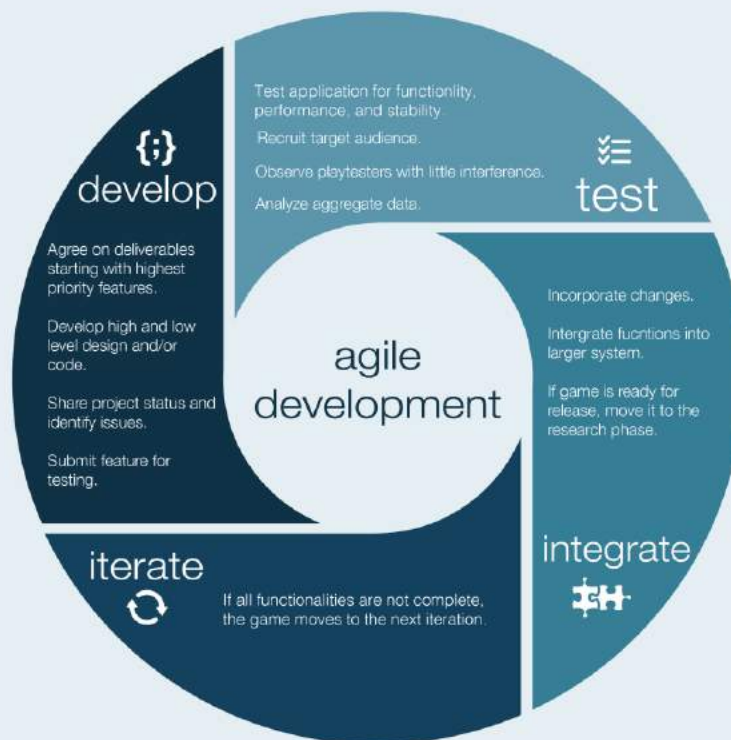 {;}
develop
Agree on deliverables
starting with highest
priority features.
Develop high and low
level design and/or
code.
Share project status and
identify issues.
Submit feature for
testing.
Test application for functionlity,
performance, and stability
Recruit target audience.
Observe playtesters with little interference.
Analyze aggregate data.
test
Incorporate changes.
Intergrate fucntions into
larger system.
If game is ready for
release, move it to the
research phase.
integrate
iterate
If all functionalities are not complete,
the game moves to the next iteration.
agile
development